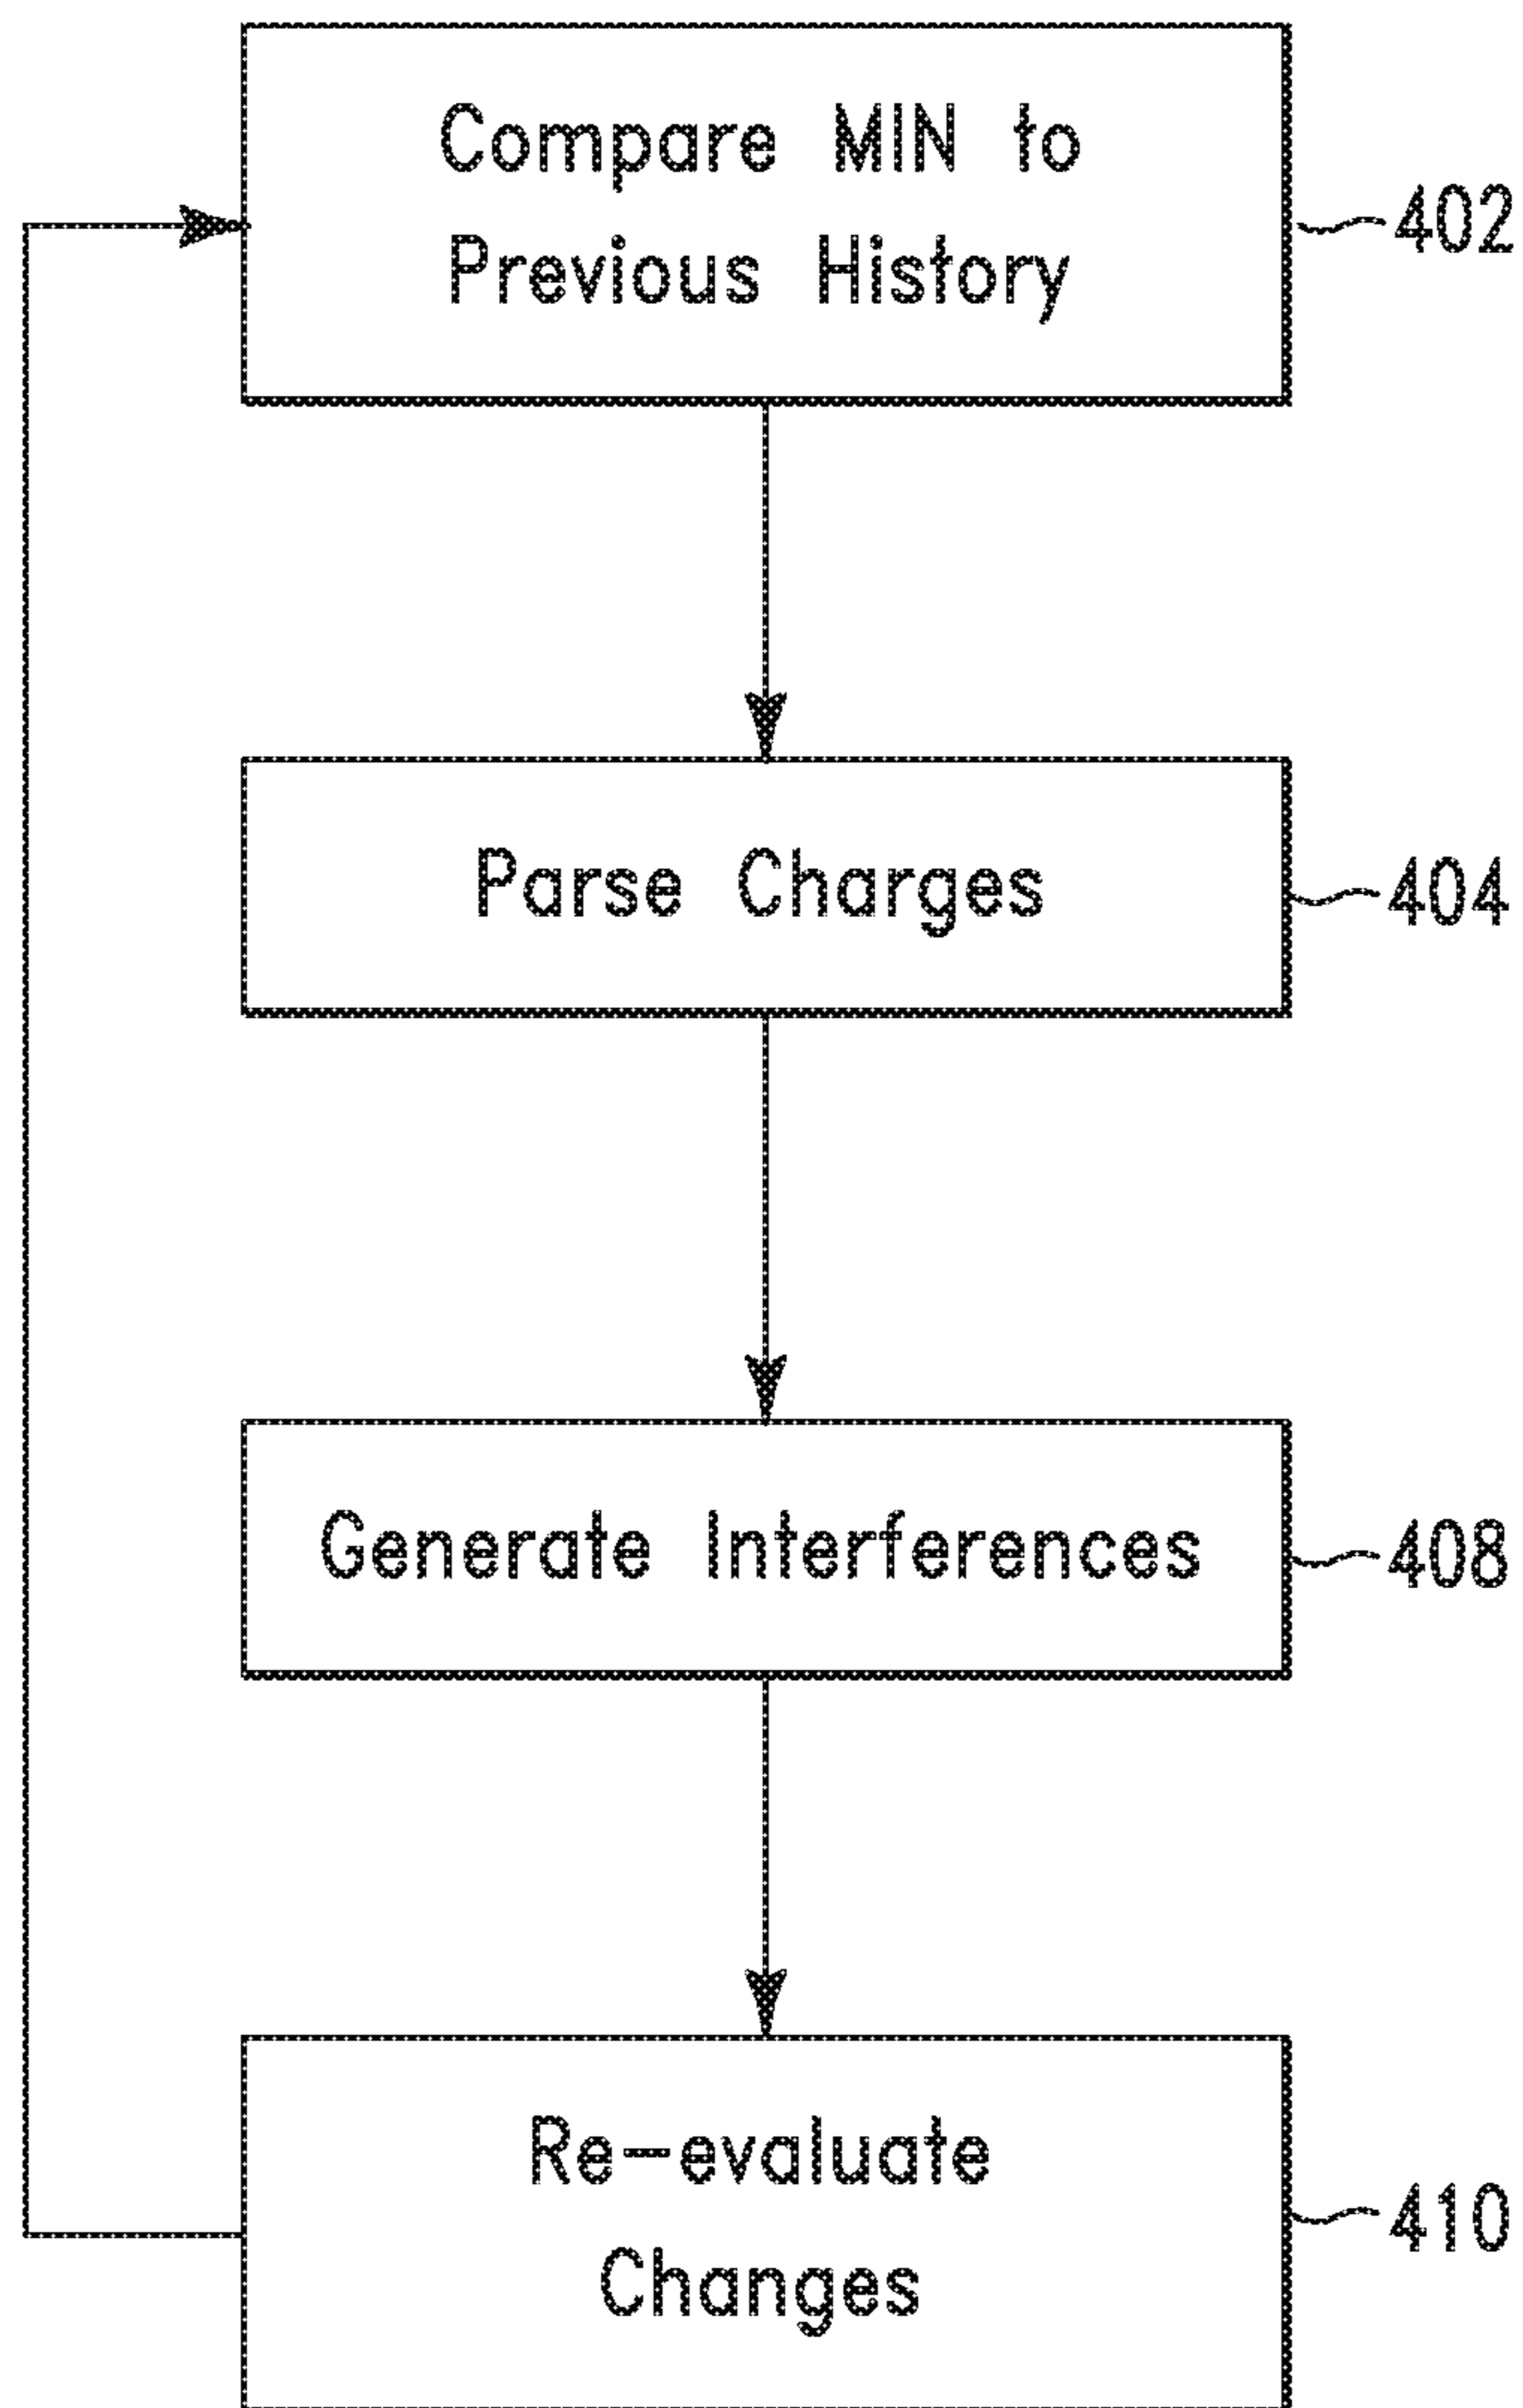 Compare MIN to
Previous History
402
Parse Charges
404
Generate Interferences
408
Re-evaluate
Changes
410